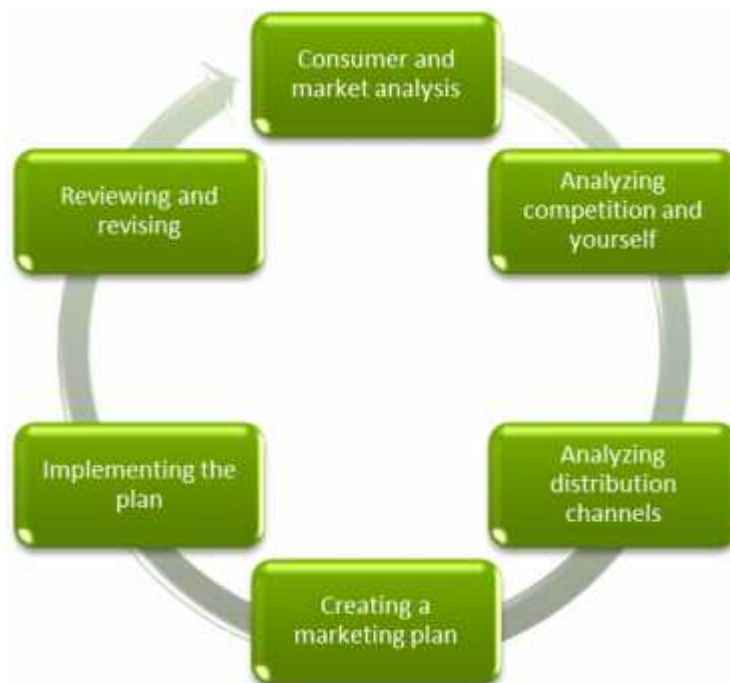 Consumer and
market analysis
Analyzing
competition and
yourself
Analyzing
distribution
channels
Creating a
marketing plan
Implementing the
plan
Reviewing and
revising